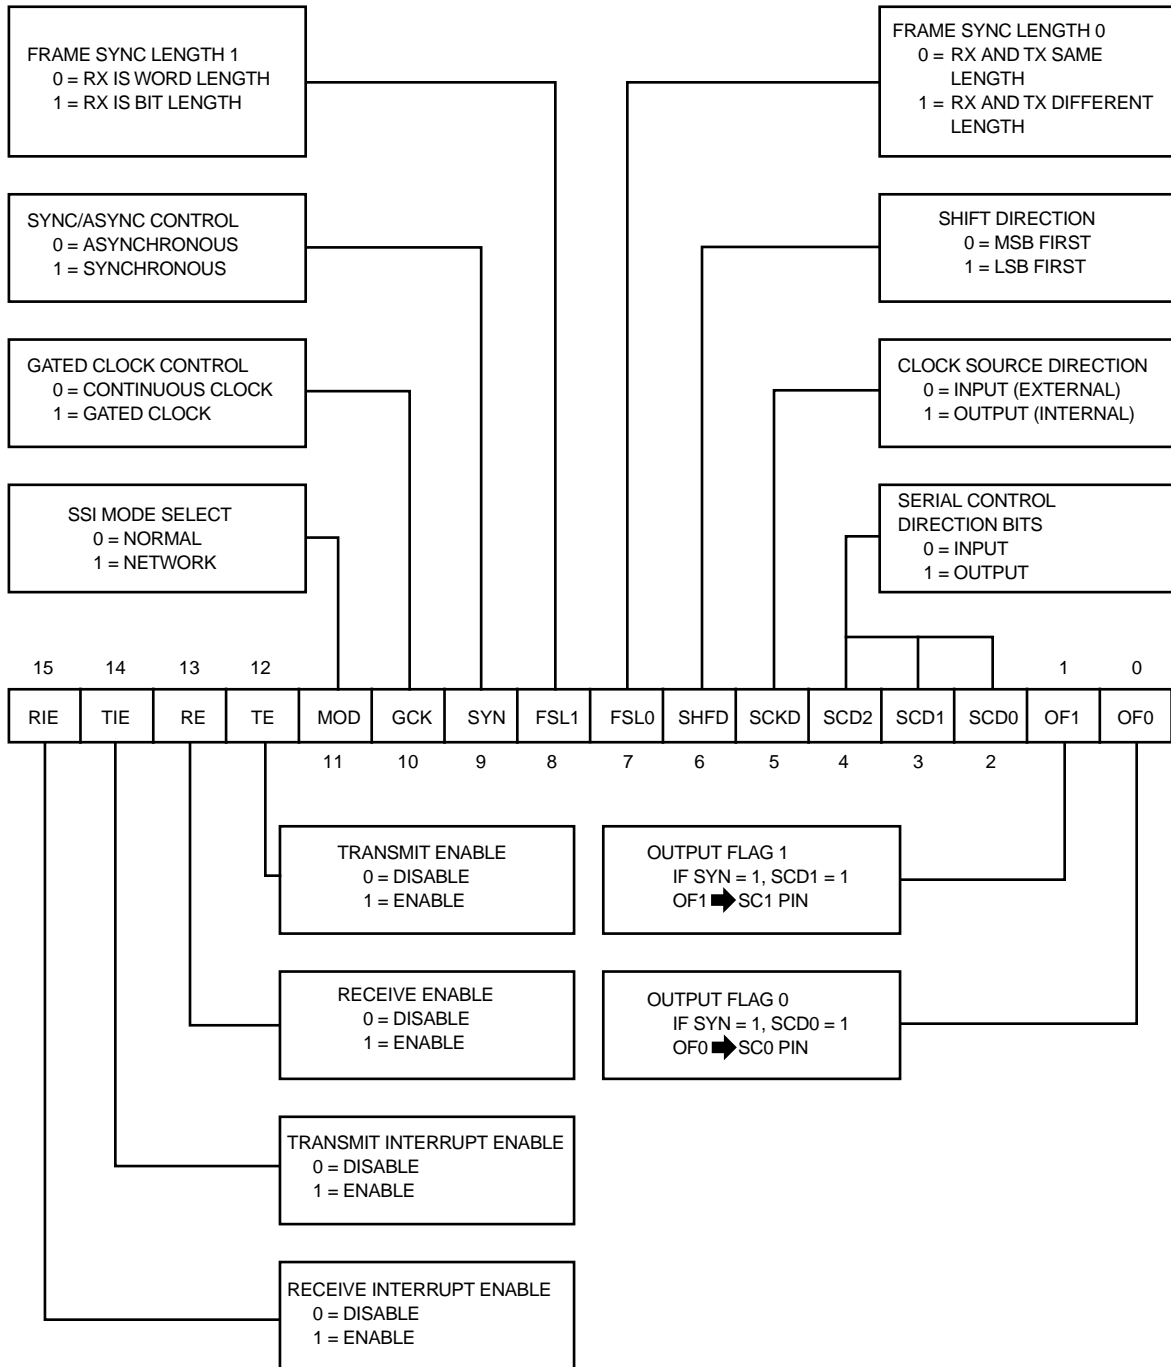 FRAME SYNC LENGTH 1
0 = RX IS WORD LENGTH
1 = RX IS BIT LENGTH
FRAME SYNC LENGTH 0
0 = RX AND TX SAME
LENGTH
1 = RX AND TX DIFFERENT
LENGTH
SYNC/ASYNC CONTROL
0 = ASYNCHRONOUS
1 = SYNCHRONOUS
SHIFT DIRECTION
0 = MSB FIRST
1 = LSB FIRST
GATED CLOCK CONTROL
0 = CONTINUOUS CLOCK
1 = GATED CLOCK
CLOCK SOURCE DIRECTION
0 = INPUT (EXTERNAL)
1 = OUTPUT (INTERNAL)
SSI MODE SELECT
0 = NORMAL
1 = NETWORK
SERIAL CONTROL
DIRECTION BITS
0 = INPUT
1 = OUTPUT
15 14 13 12 1 0
RIE TIE RE TE MOD GCK SYN FSL1 FSL0 SHFD SCKD SCD2 SCD1 SCD0 OF1 OF0
11 10 9 8 7 6 5 4 3 2
TRANSMIT ENABLE
0 = DISABLE
1 = ENABLE
OUTPUT FLAG 1
IF SYN = 1, SCD1 = 1
OF1 ➡ SC1 PIN
RECEIVE ENABLE
0 = DISABLE
1 = ENABLE
OUTPUT FLAG 0
IF SYN = 1, SCD0 = 1
OF0 ➡ SC0 PIN
TRANSMIT INTERRUPT ENABLE
0 = DISABLE
1 = ENABLE
RECEIVE INTERRUPT ENABLE
0 = DISABLE
1 = ENABLE